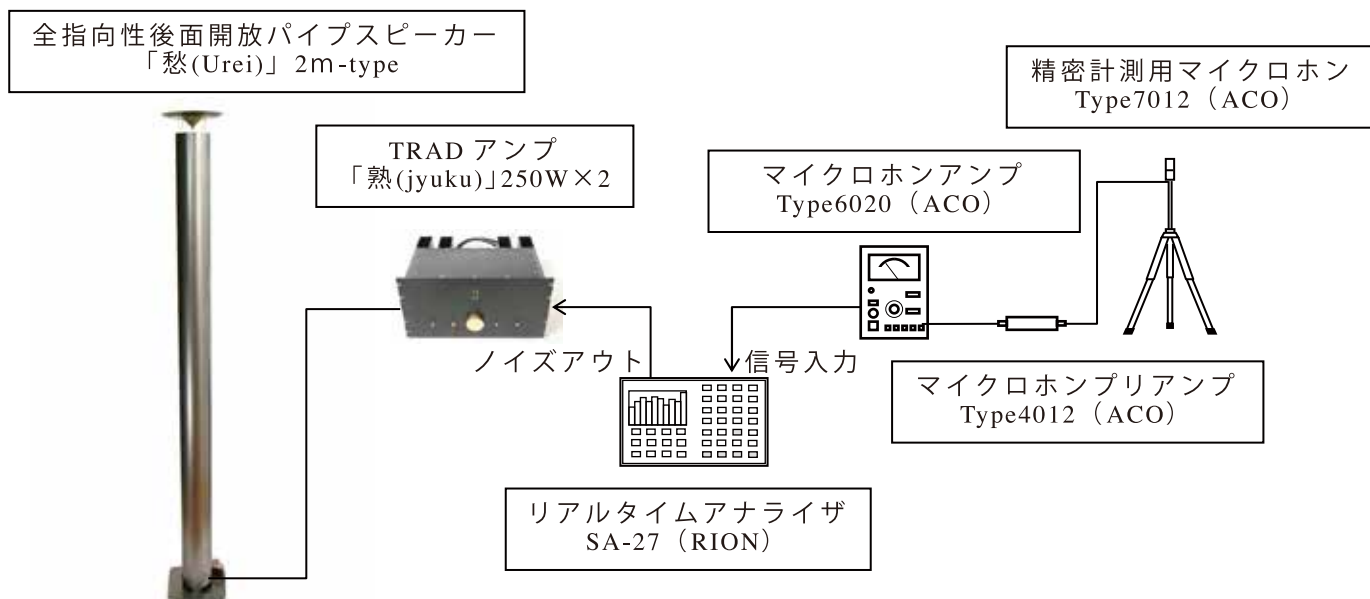 全指向性後面開放パイプスピーカー
「愁(Urei)」2m-type
TRAD アンプ
「熟(jyuku)」250W×2
精密計測用マイクロホン
Type7012（ACO）
マイクロホンアンプ
Type6020（ACO）
ノイズアウト
信号入力
マイクロホンプリアンプ
Type4012（ACO）
リアルタイムアナライザ
SA-27（RION）